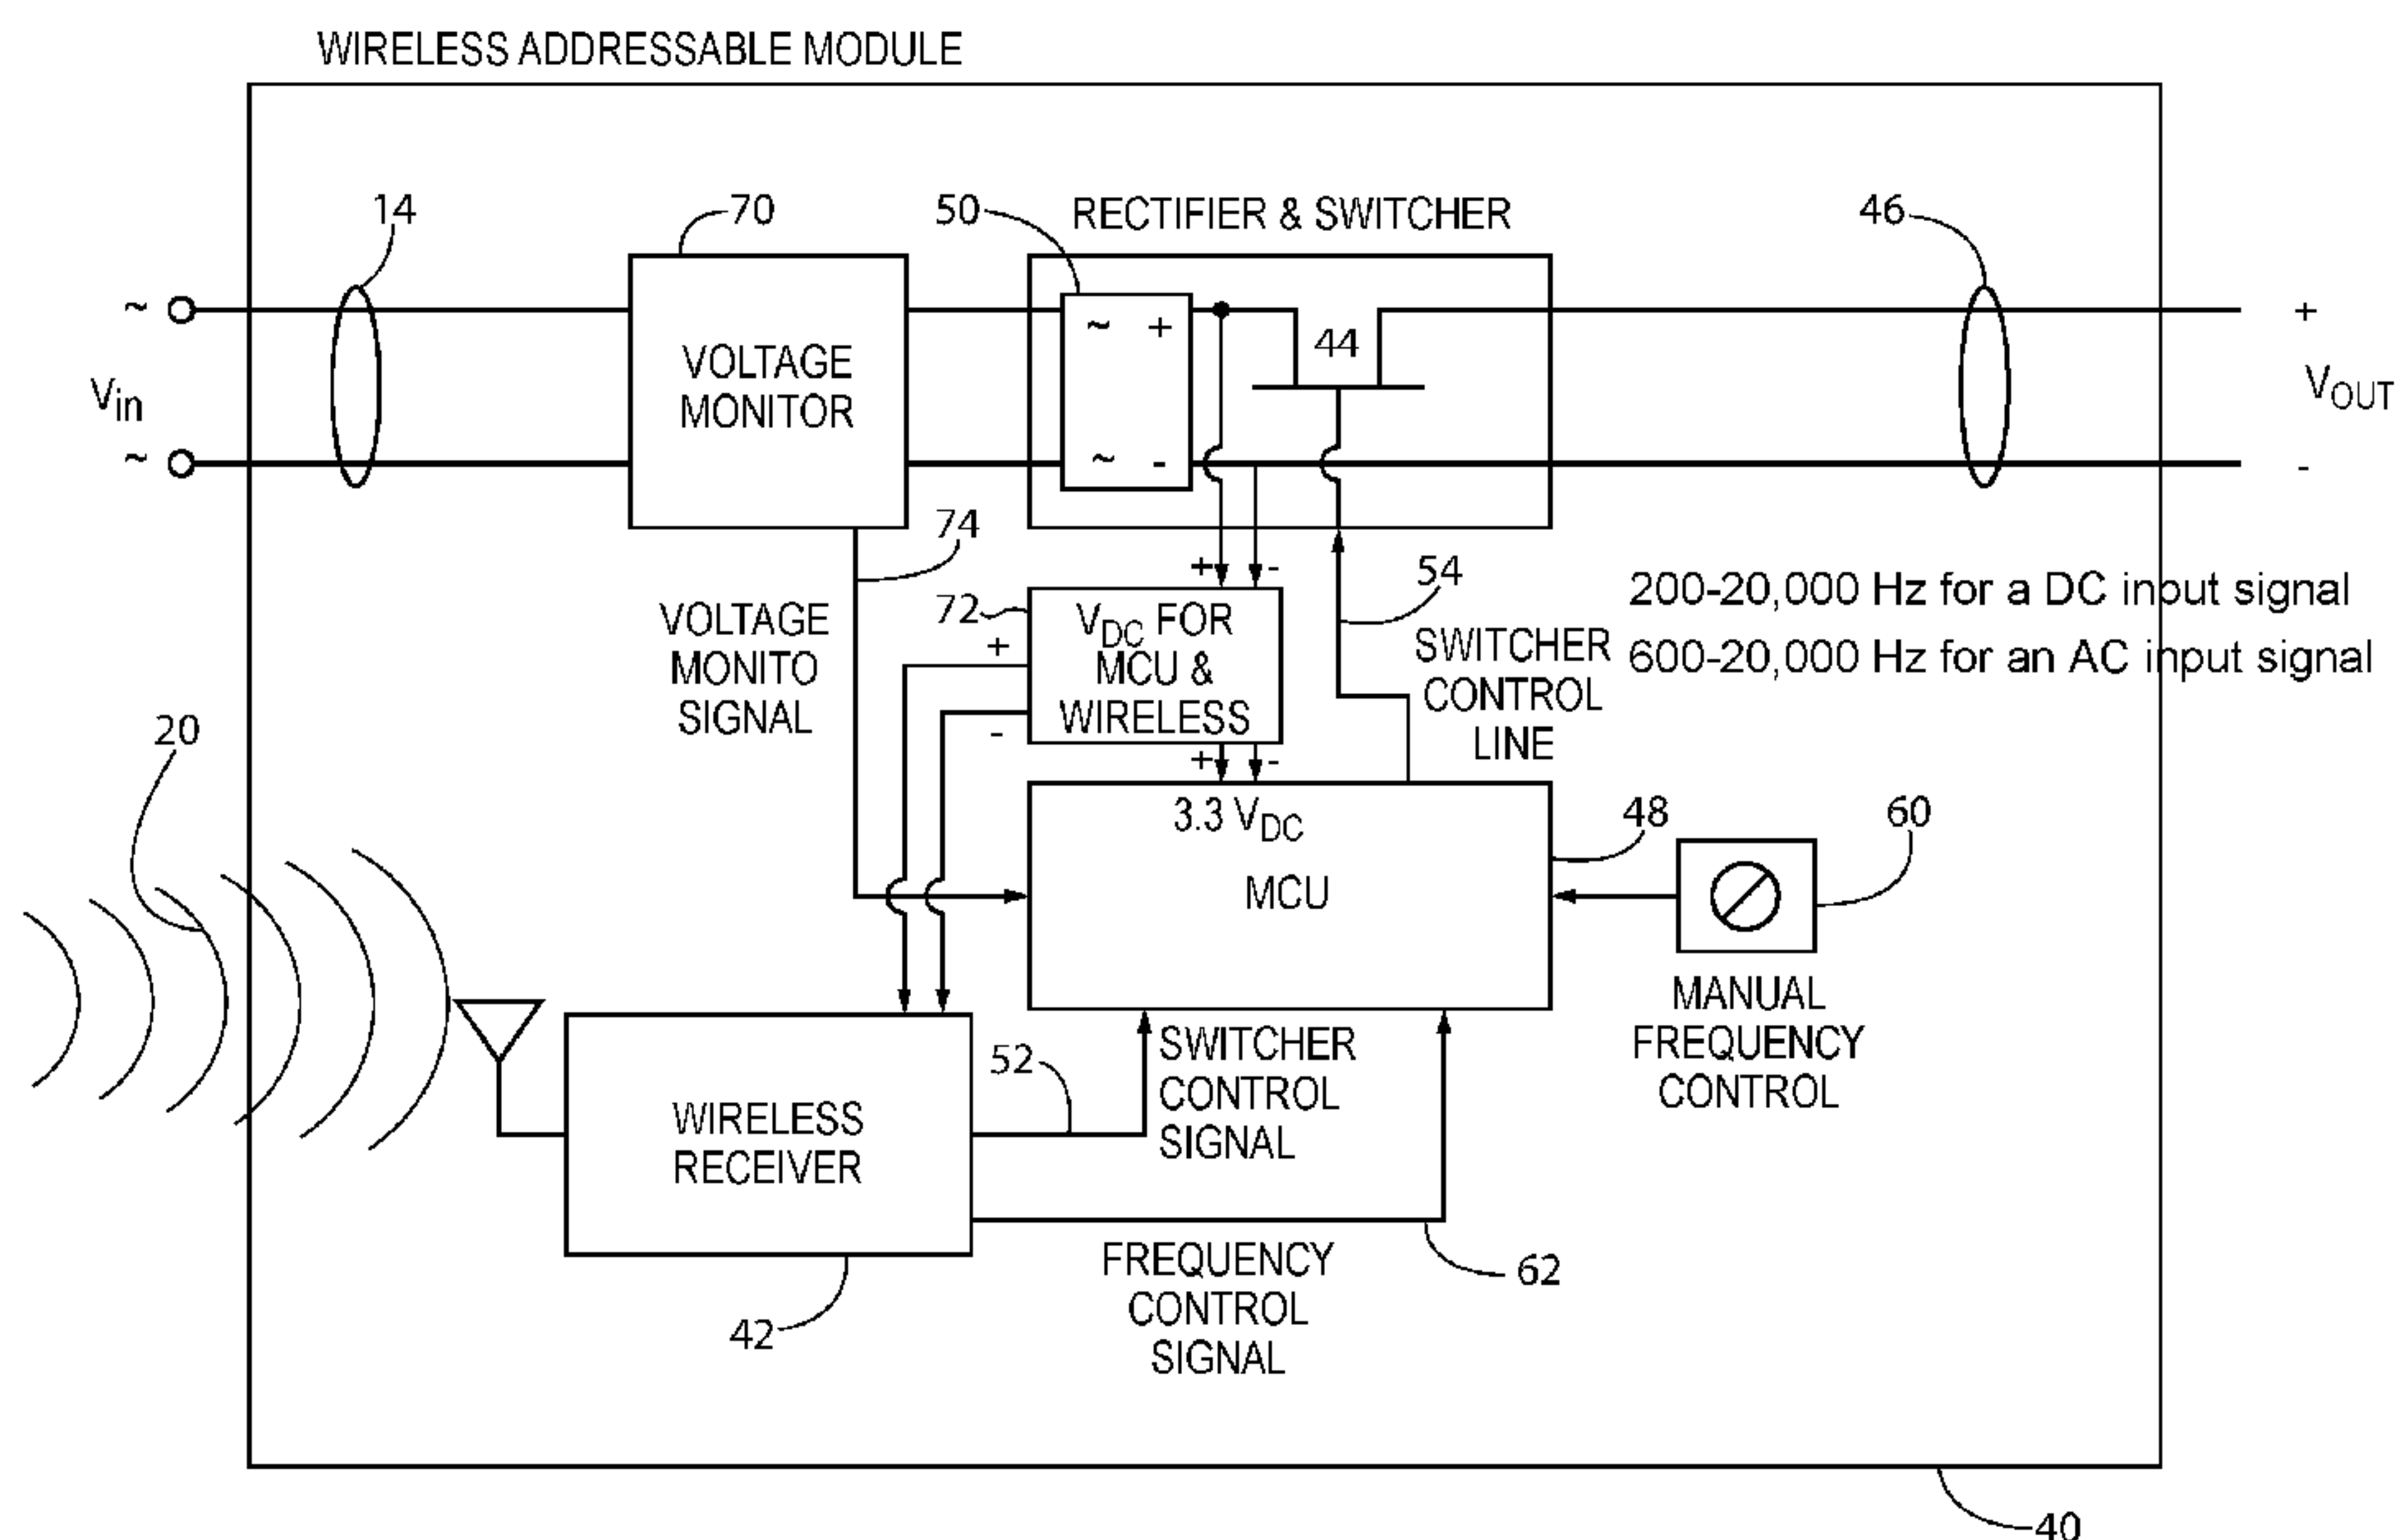 WIRELESS ADDRESSABLE MODULE
14
70
50
RECTIFIER & SWITCHER
46
~
~
+
44
+
VOLTAGE
MONITOR
Vin
VOUT
~
~
-
-
74
54
+
-
200-20,000 Hz for a DC input signal
600-20,000 Hz for an AC input signal
72
VDC FOR
MCU &
WIRELESS
VOLTAGE
MONITO
SIGNAL
+
-
SWITCHER
CONTROL
LINE
20
+
-
3.3 VDC
MCU
48
60
MANUAL
FREQUENCY
CONTROL
52
SWITCHER
CONTROL
SIGNAL
WIRELESS
RECEIVER
FREQUENCY
CONTROL
SIGNAL
62
42
40